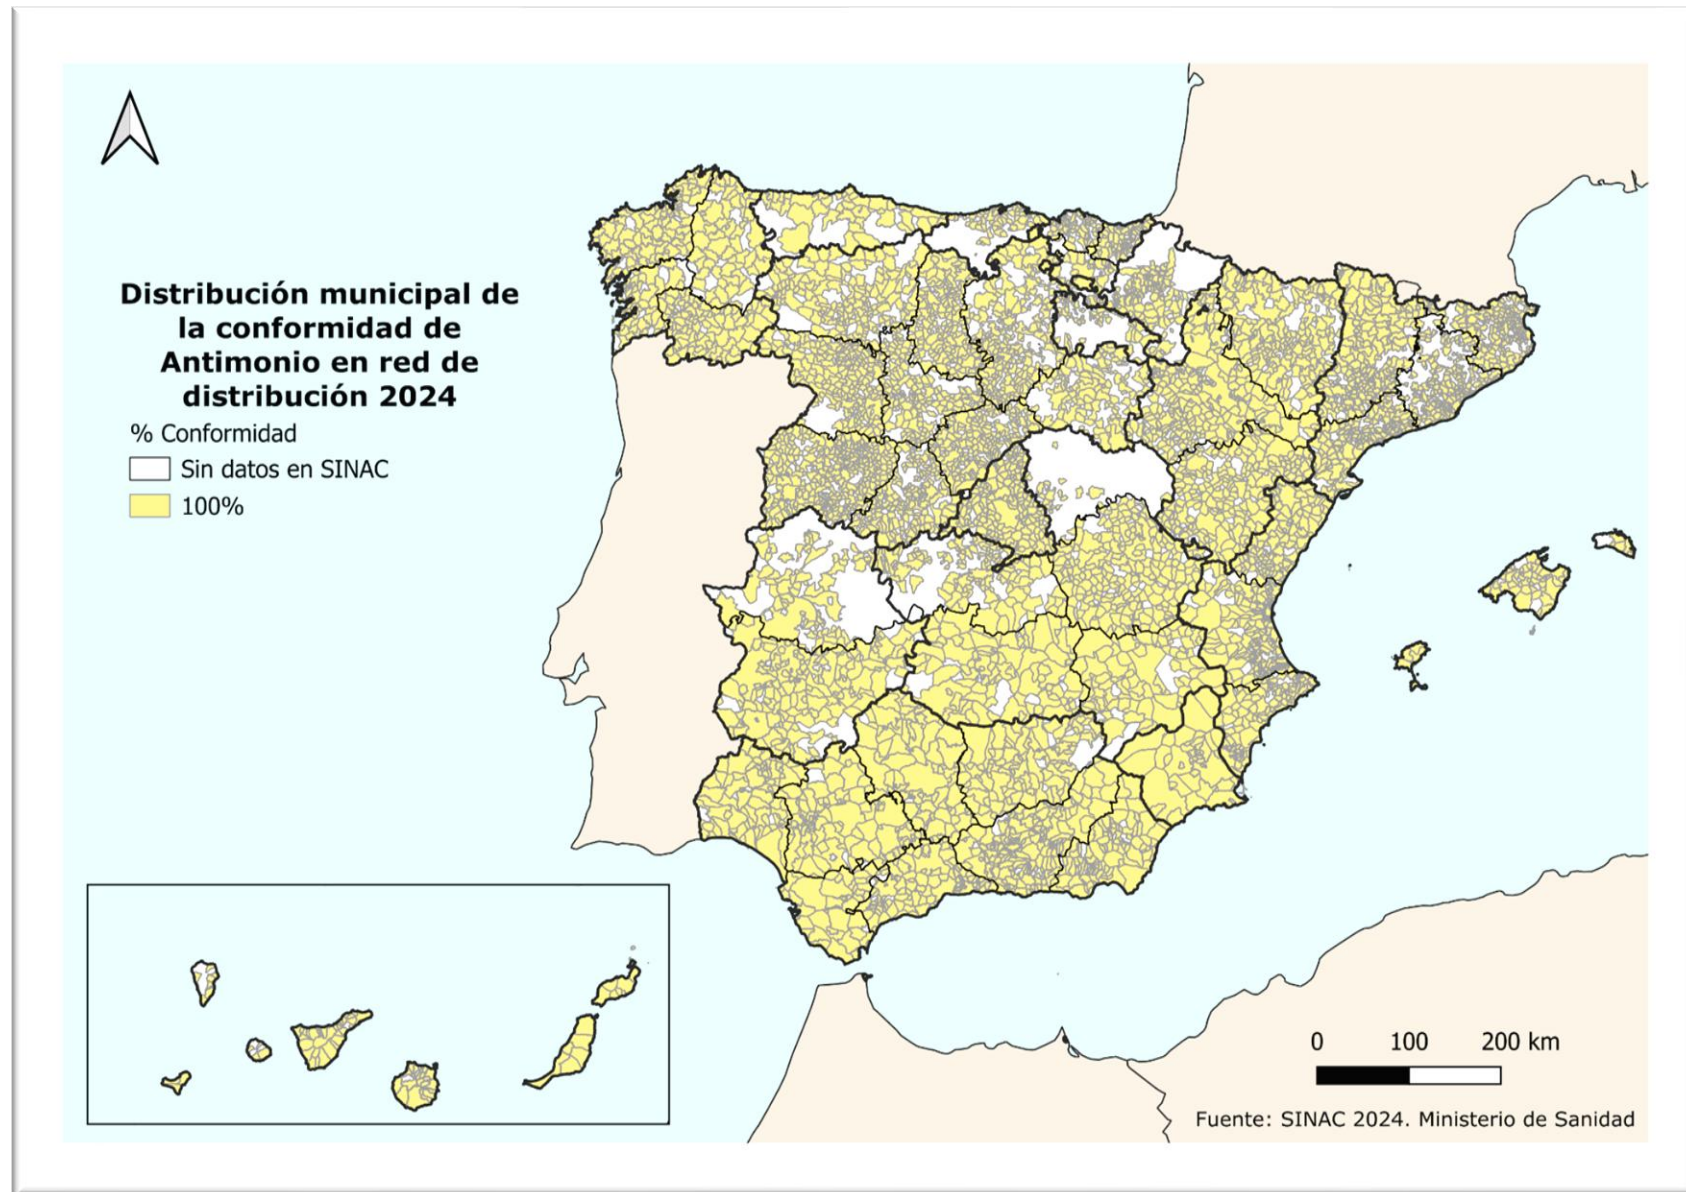 Distribución municipal de
la conformidad de
Antimonio en red de
distribución 2024
% Conformidad
Sin datos en SINAC
100%
0 100 200 km
Fuente: SINAC 2024. Ministerio de Sanidad